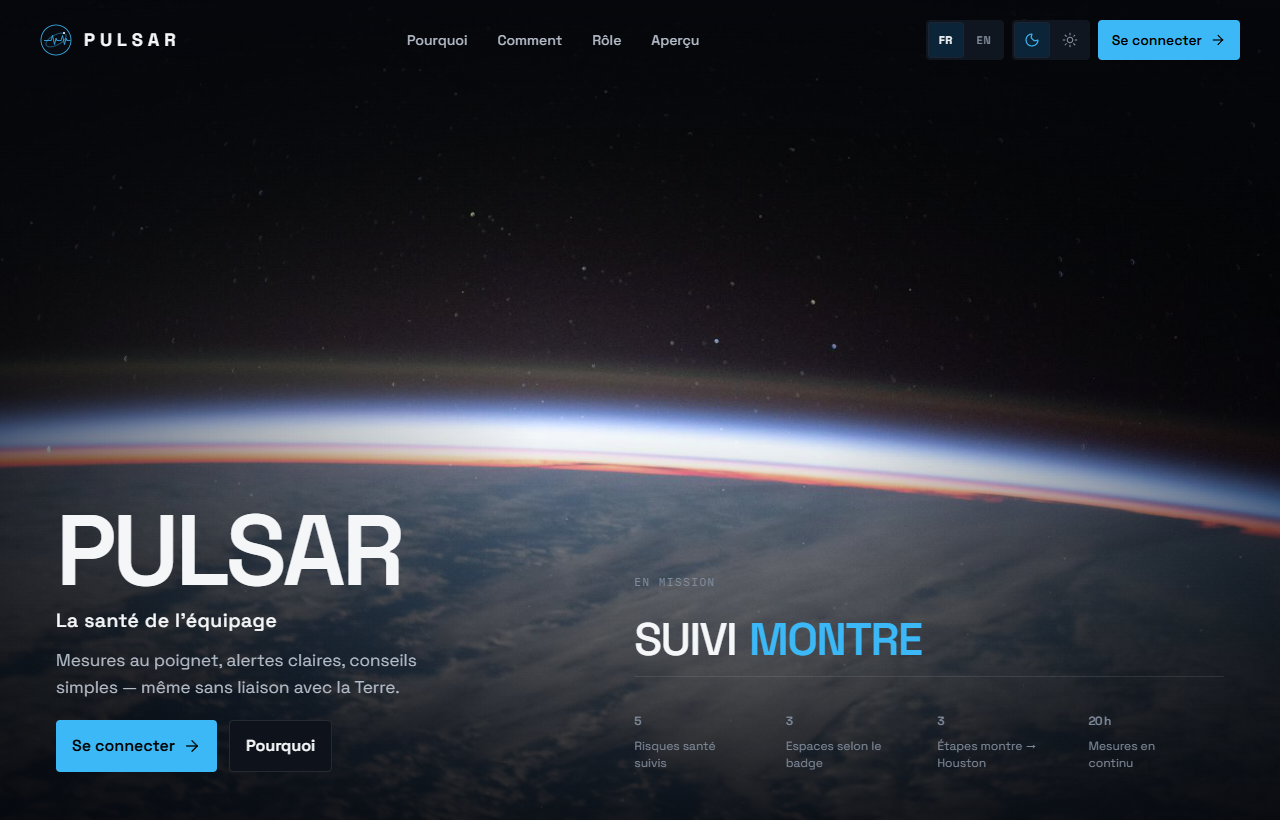 PULSAR
Pourquoi
Comment
Rôle
Aperçu
FR
EN
Se connecter →
PULSAR
La santé de l’équipage
Mesures au poignet, alertes claires, conseils
simples — même sans liaison avec la Terre.
Se connecter →
Pourquoi
EN MISSION
SUIVI MONTRE
5
Risques santé
suivis
3
Espaces selon le
badge
3
Étapes montre →
Houston
20 h
Mesures en
continu